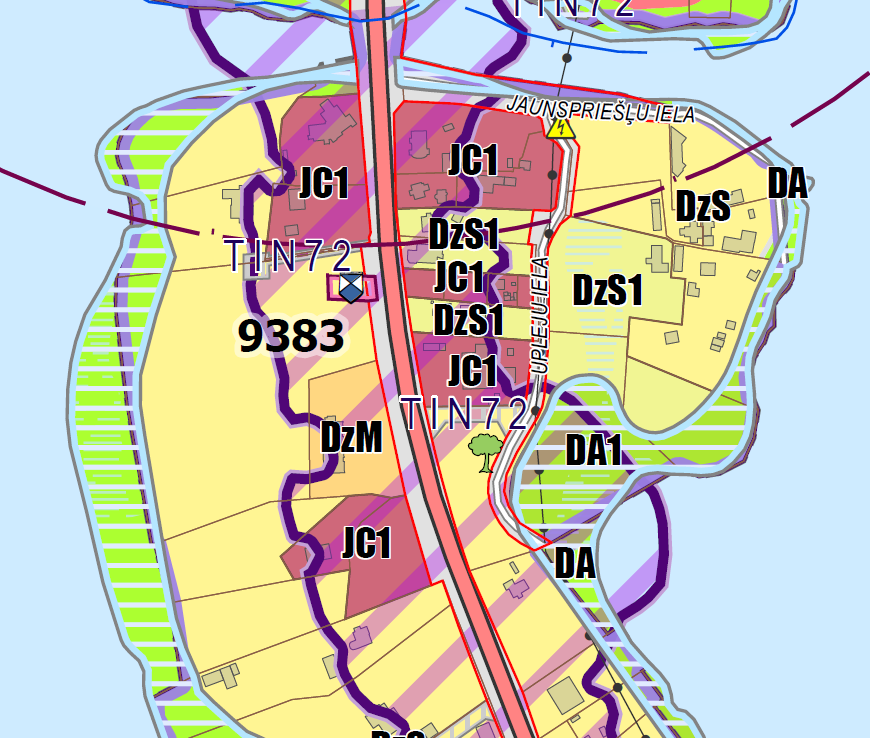 TIN72
JAUNSPRIEŠĻU IELA
JC1
JC1
DA
DzS
DzS1
TIN72
JC1
DzS1
UPLEJU IELA
9383
DzS1
JC1
TIN72
DzM
DA1
JC1
DA